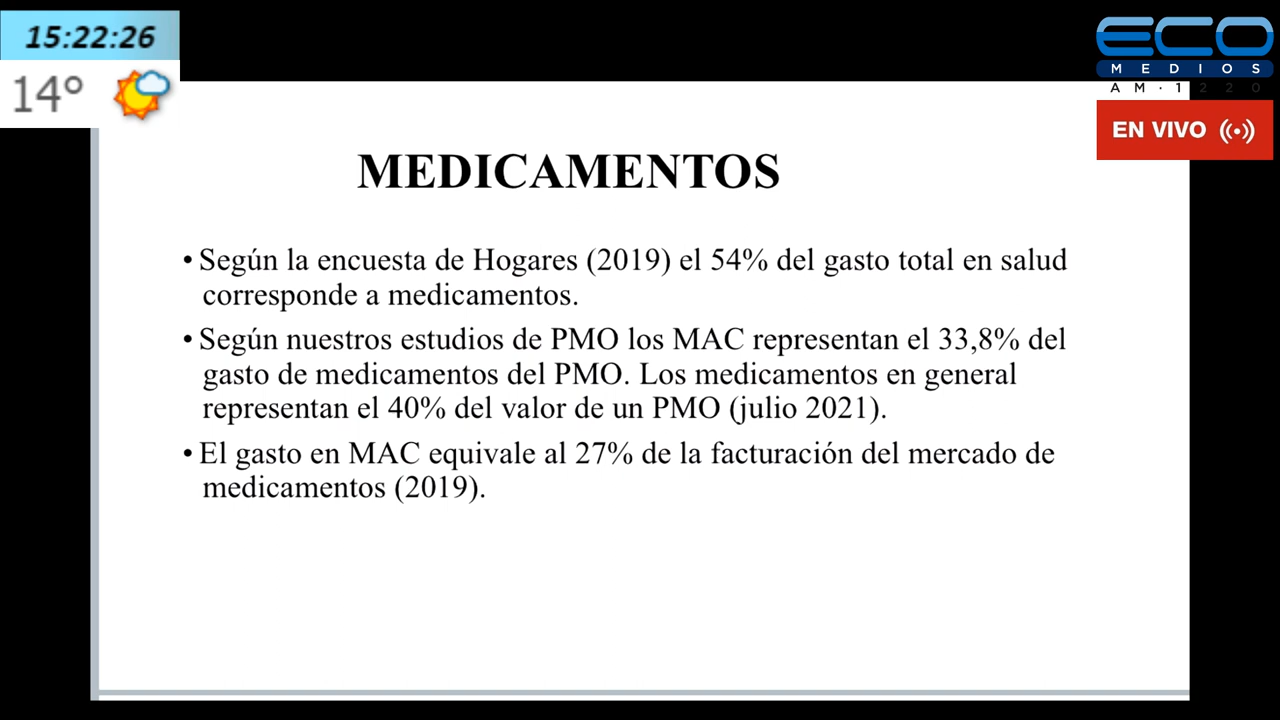 15:22:26
14°
ECO
MEDIOS
AM·1220
EN VIVO
MEDICAMENTOS
• Según la encuesta de Hogares (2019) el 54% del gasto total en salud
corresponde a medicamentos.
• Según nuestros estudios de PMO los MAC representan el 33,8% del
gasto de medicamentos del PMO. Los medicamentos en general
representan el 40% del valor de un PMO (julio 2021).
• El gasto en MAC equivale al 27% de la facturación del mercado de
medicamentos (2019).